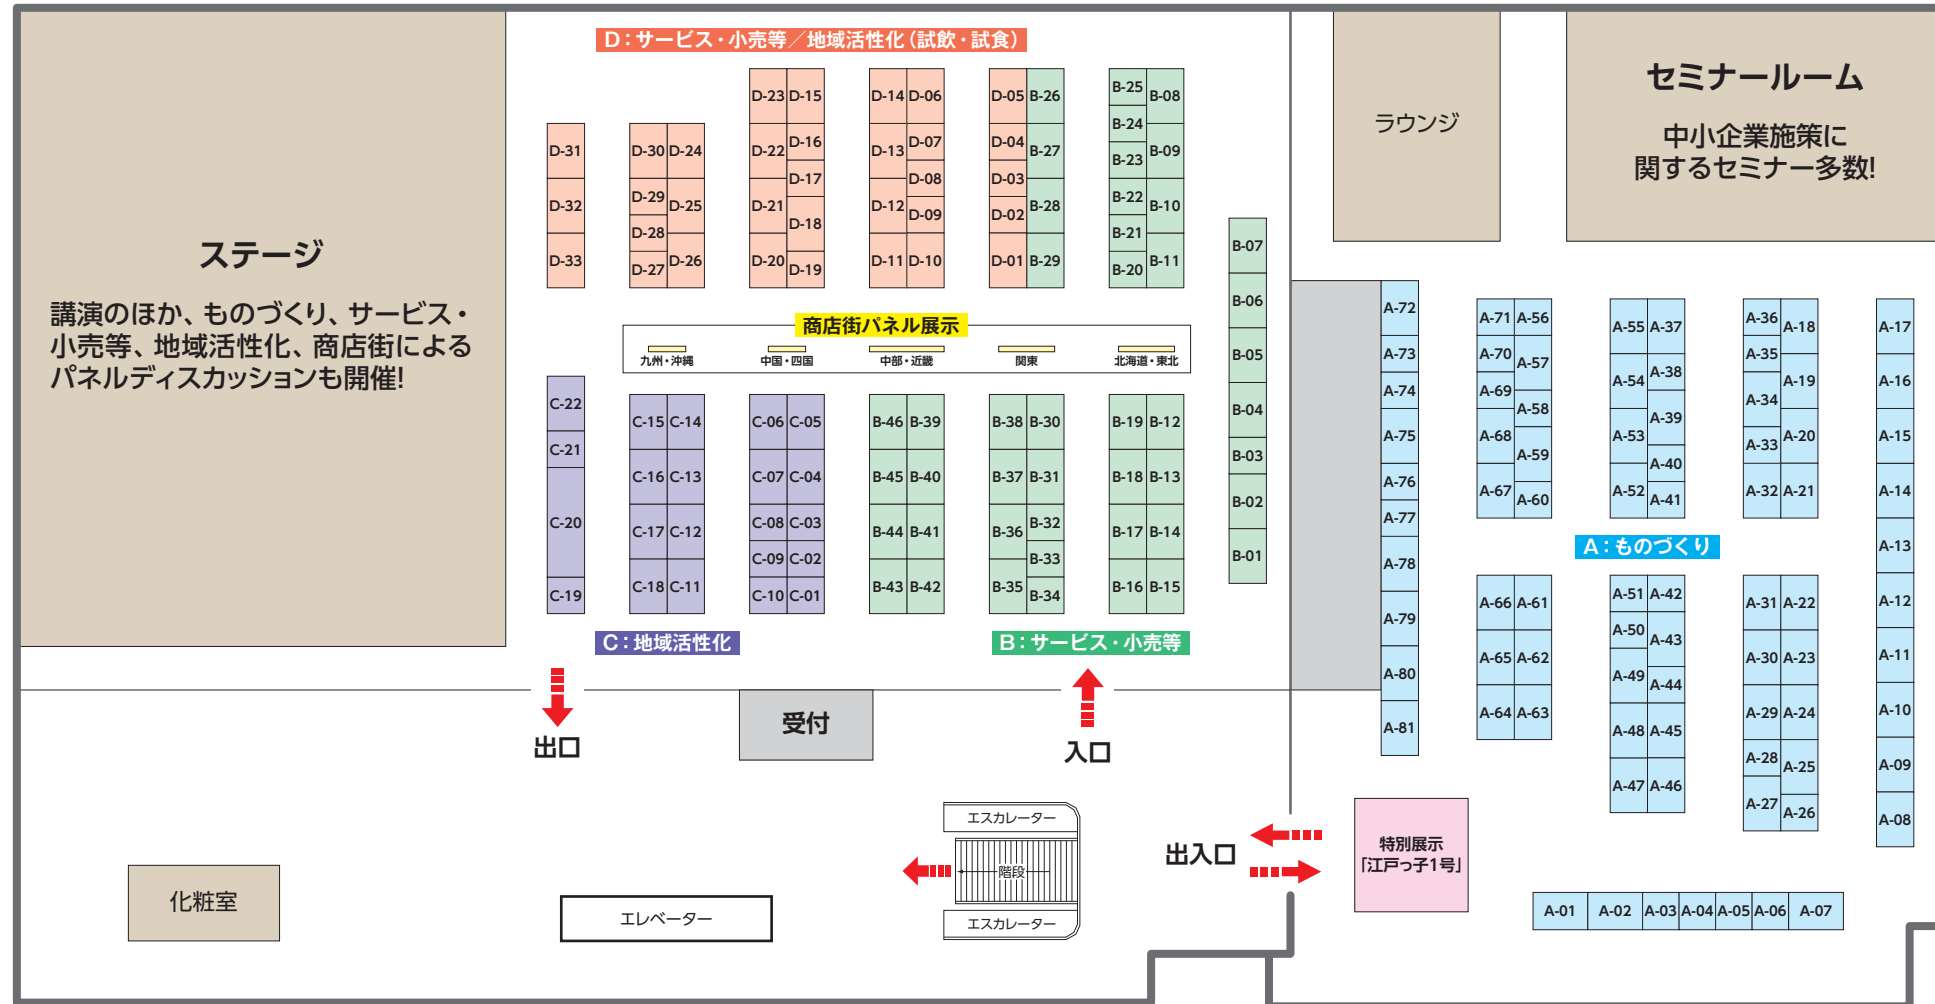 D：サービス・小売等／地域活性化（試飲・試食）
ステージ
講演のほか、ものづくり、サービス・
小売等、地域活性化、商店街による
パネルディスカッションも開催!
D-31
D-32
D-33
D-30 D-24
D-29
D-25
D-28
D-27 D-26
D-23 D-15
D-22 D-16
D-17
D-21
D-18
D-20 D-19
D-14 D-06
D-13 D-07
D-08
D-12 D-09
D-11 D-10
D-05 B-26
D-04 B-27
D-03
D-02 B-28
D-01 B-29
B-25 B-08
B-24
B-23 B-09
B-22 B-10
B-21
B-20 B-11
B-07
B-06
B-05
B-04
B-03
B-02
B-01
商店街パネル展示
九州・沖縄
中国・四国
中部・近畿
関東
北海道・東北
C-22
C-21
C-20
C-19
C-15 C-14
C-16 C-13
C-17 C-12
C-18 C-11
C-06 C-05
C-07 C-04
C-08 C-03
C-09 C-02
C-10 C-01
B-46 B-39
B-45 B-40
B-44 B-41
B-43 B-42
B-38 B-30
B-37 B-31
B-36 B-32
B-33
B-35 B-34
B-19 B-12
B-18 B-13
B-17 B-14
B-16 B-15
C：地域活性化
B：サービス・小売等
出口
受付
入口
化粧室
エレベーター
エスカレーター
階段
エスカレーター
出入口
ラウンジ
セミナールーム
中小企業施策に
関するセミナー多数!
A-72
A-73
A-74
A-75
A-76
A-77
A-78
A-79
A-80
A-81
A-71 A-56
A-70 A-57
A-69
A-58
A-68
A-59
A-67 A-60
A-55 A-37
A-54 A-38
A-39
A-53
A-40
A-52 A-41
A-36 A-18
A-35
A-19
A-34
A-33 A-20
A-32 A-21
A-17
A-16
A-15
A-14
A-13
A-12
A-11
A-10
A-09
A-08
A：ものづくり
A-66 A-61
A-65 A-62
A-64 A-63
A-51 A-42
A-50 A-43
A-49 A-44
A-48 A-45
A-47 A-46
A-31 A-22
A-30 A-23
A-29 A-24
A-28 A-25
A-27 A-26
特別展示
「江戸っ子1号」
A-01 A-02 A-03 A-04 A-05 A-06 A-07